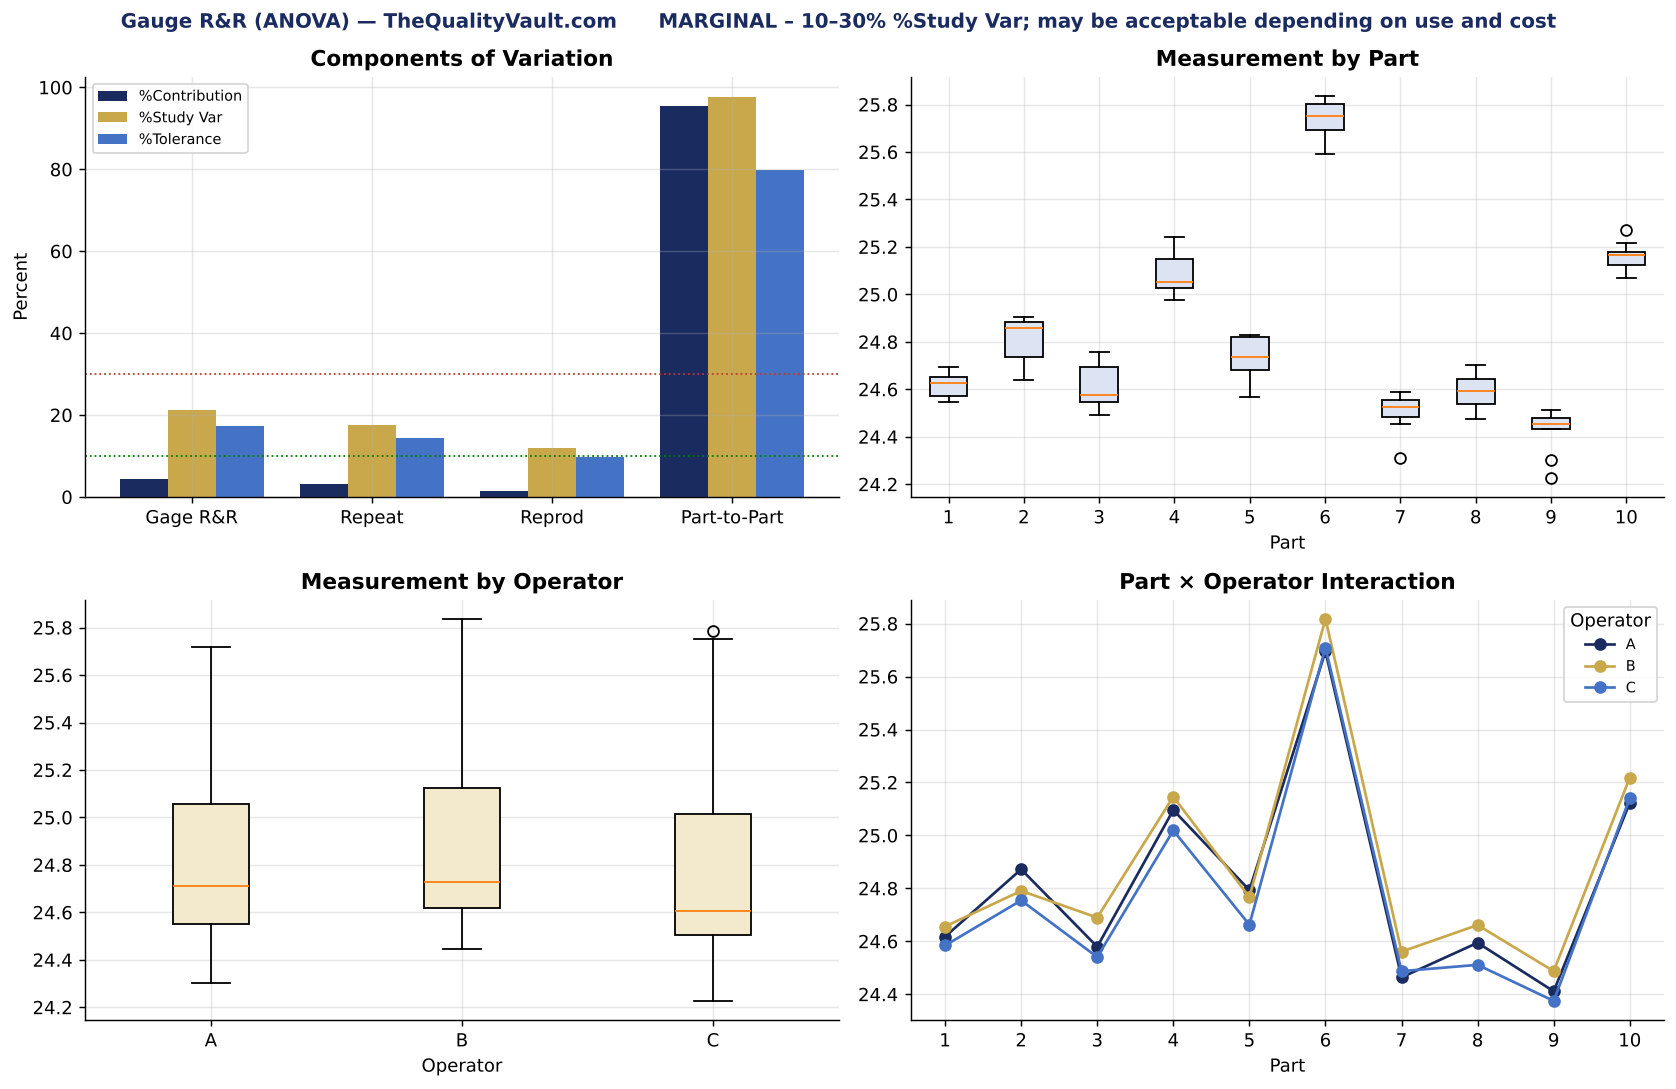 Gauge R&R (ANOVA) — TheQualityVault.com MARGINAL – 10–30% %Study Var; may be acceptable depending on use and cost
Components of Variation
%Contribution
%Study Var
%Tolerance
Percent
100
80
60
40
20
0
Gage R&R Repeat Reprod Part-to-Part
Measurement by Part
25.8
25.6
25.4
25.2
25.0
24.8
24.6
24.4
24.2
1 2 3 4 5 6 7 8 9 10
Part
Measurement by Operator
25.8
25.6
25.4
25.2
25.0
24.8
24.6
24.4
24.2
A B C
Operator
Part × Operator Interaction
Operator
A
B
C
25.8
25.6
25.4
25.2
25.0
24.8
24.6
24.4
1 2 3 4 5 6 7 8 9 10
Part